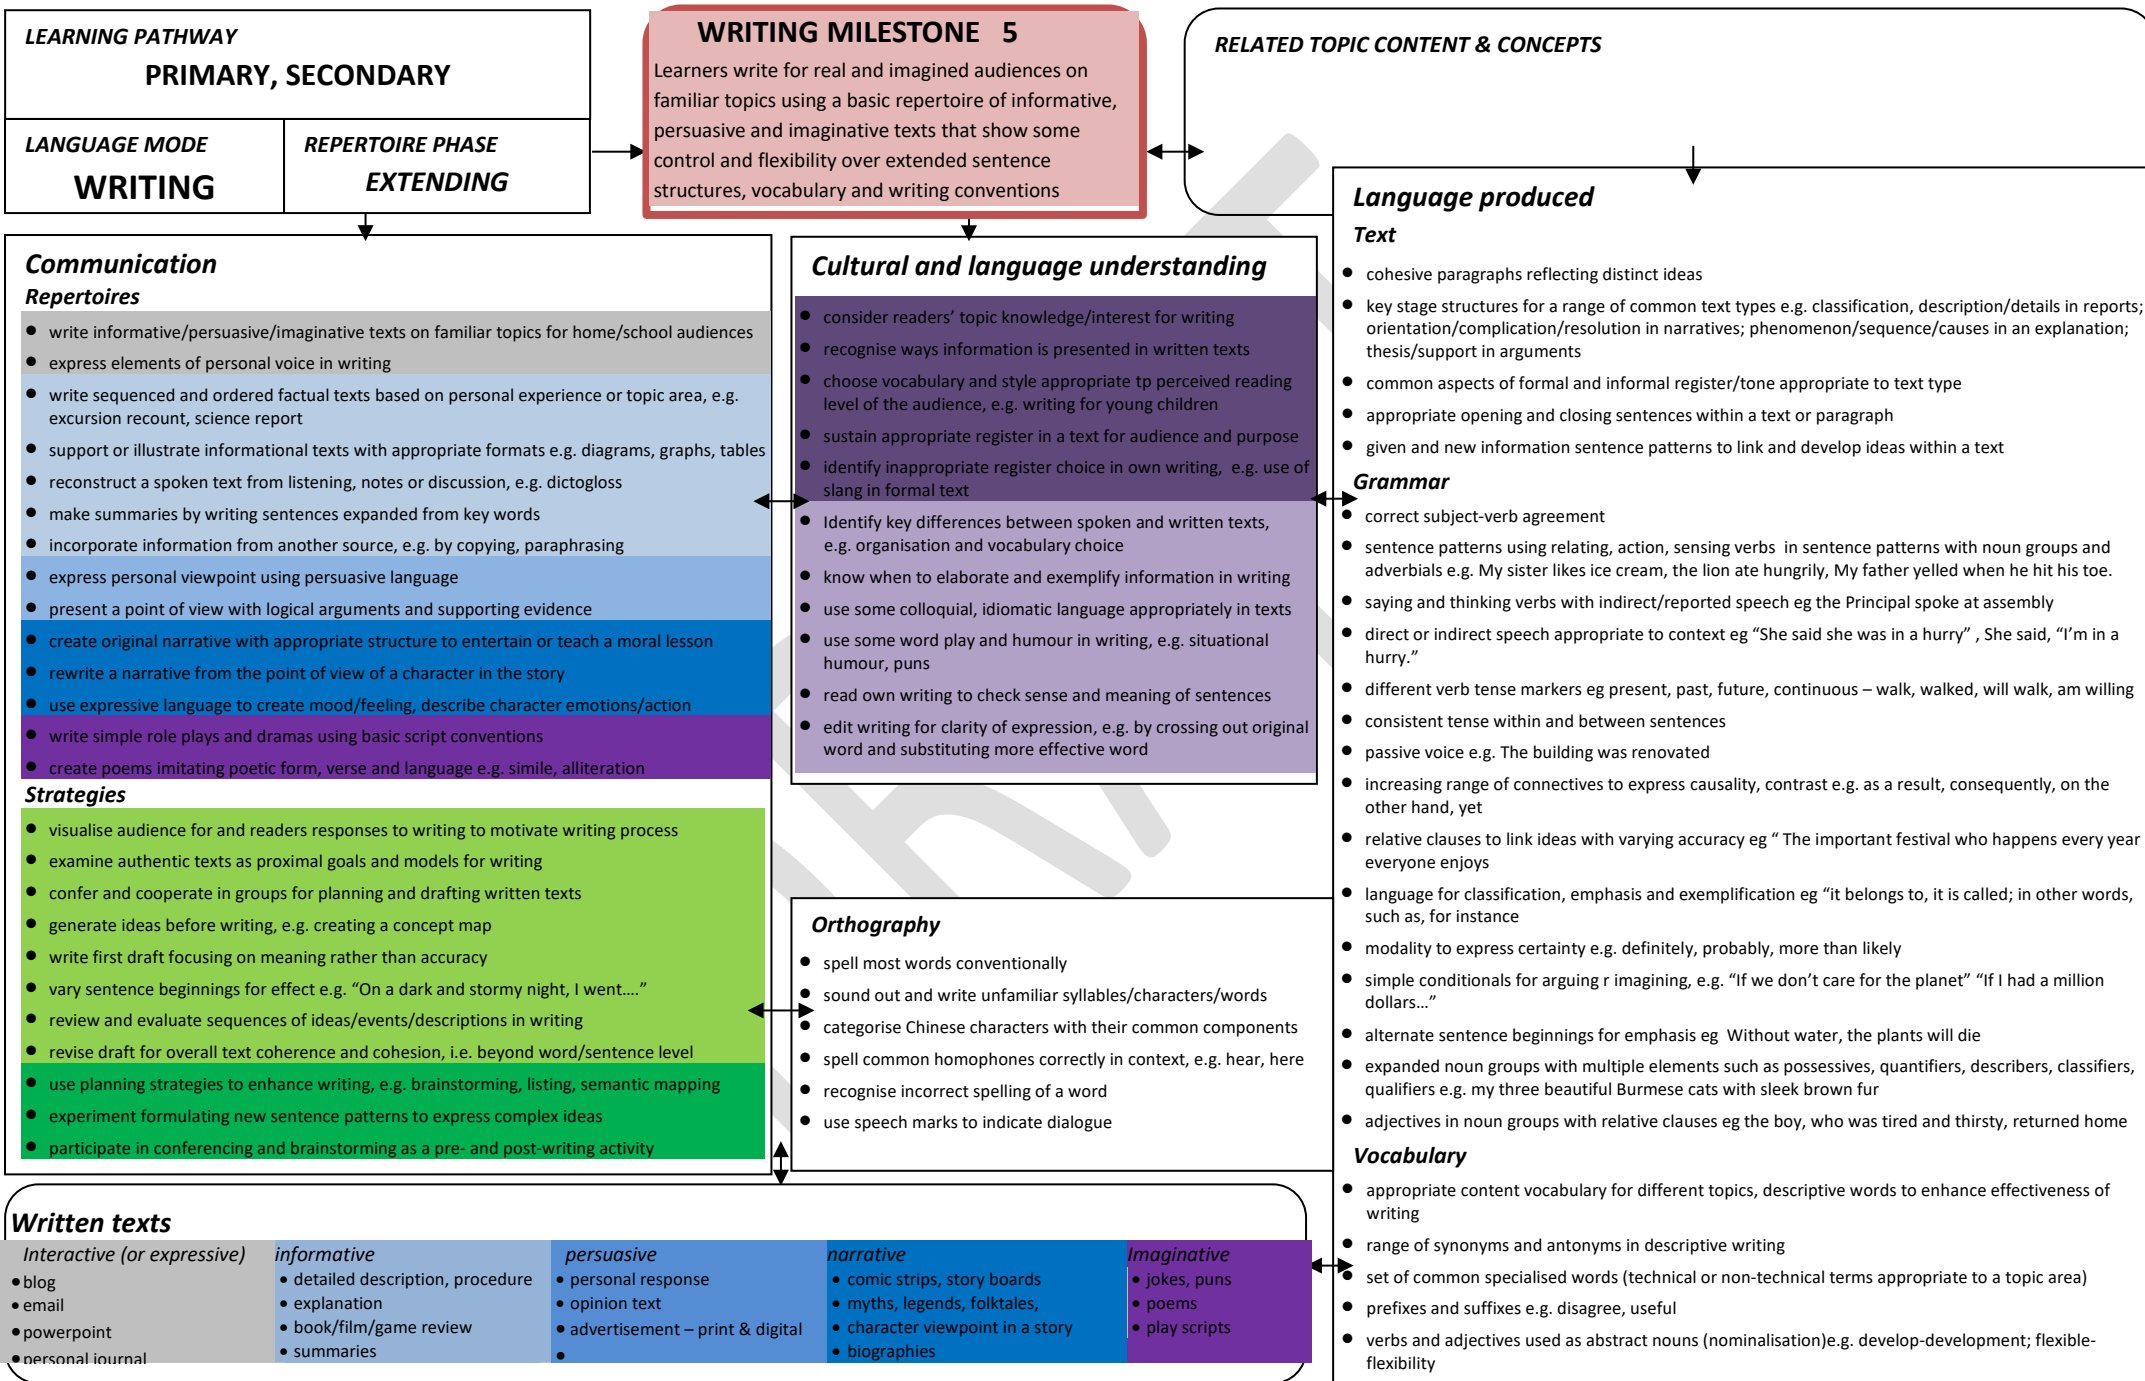 LEARNING PATHWAY
PRIMARY, SECONDARY
LANGUAGE MODE
WRITING
REPERTOIRE PHASE
EXTENDING
WRITING MILESTONE 5
Learners write for real and imagined audiences on
familiar topics using a basic repertoire of informative,
persuasive and imaginative texts that show some
control and flexibility over extended sentence
structures, vocabulary and writing conventions
RELATED TOPIC CONTENT & CONCEPTS
Communication
Repertoires
• write informative/persuasive/imaginative texts on familiar topics for home/school audiences
• express elements of personal voice in writing
• write sequenced and ordered factual texts based on personal experience or topic area, e.g.
excursion recount, science report
• support or illustrate informational texts with appropriate formats e.g. diagrams, graphs, tables
• reconstruct a spoken text from listening, notes or discussion, e.g. dictogloss
• make summaries by writing sentences expanded from key words
• incorporate information from another source, e.g. by copying, paraphrasing
• express personal viewpoint using persuasive language
• present a point of view with logical arguments and supporting evidence
• create original narrative with appropriate structure to entertain or teach a moral lesson
• rewrite a narrative from the point of view of a character in the story
• use expressive language to create mood/feeling, describe character emotions/action
• write simple role plays and dramas using basic script conventions
• create poems imitating poetic form, verse and language e.g. simile, alliteration
Strategies
• visualise audience for and readers responses to writing to motivate writing process
• examine authentic texts as proximal goals and models for writing
• confer and cooperate in groups for planning and drafting written texts
• generate ideas before writing, e.g. creating a concept map
• write first draft focusing on meaning rather than accuracy
• vary sentence beginnings for effect e.g. “On a dark and stormy night, I went....”
• review and evaluate sequences of ideas/events/descriptions in writing
• revise draft for overall text coherence and cohesion, i.e. beyond word/sentence level
• use planning strategies to enhance writing, e.g. brainstorming, listing, semantic mapping
• experiment formulating new sentence patterns to express complex ideas
• participate in conferencing and brainstorming as a pre- and post-writing activity
Cultural and language understanding
• consider readers’ topic knowledge/interest for writing
• recognise ways information is presented in written texts
• choose vocabulary and style appropriate tp perceived reading
level of the audience, e.g. writing for young children
• sustain appropriate register in a text for audience and purpose
• identify inappropriate register choice in own writing, e.g. use of
slang in formal text
• Identify key differences between spoken and written texts,
e.g. organisation and vocabulary choice
• know when to elaborate and exemplify information in writing
• use some colloquial, idiomatic language appropriately in texts
• use some word play and humour in writing, e.g. situational
humour, puns
• read own writing to check sense and meaning of sentences
• edit writing for clarity of expression, e.g. by crossing out original
word and substituting more effective word
Orthography
• spell most words conventionally
• sound out and write unfamiliar syllables/characters/words
• categorise Chinese characters with their common components
• spell common homophones correctly in context, e.g. hear, here
• recognise incorrect spelling of a word
• use speech marks to indicate dialogue
Language produced
Text
• cohesive paragraphs reflecting distinct ideas
• key stage structures for a range of common text types e.g. classification, description/details in reports;
orientation/complication/resolution in narratives; phenomenon/sequence/causes in an explanation;
thesis/support in arguments
• common aspects of formal and informal register/tone appropriate to text type
• appropriate opening and closing sentences within a text or paragraph
• given and new information sentence patterns to link and develop ideas within a text
Grammar
• correct subject-verb agreement
• sentence patterns using relating, action, sensing verbs in sentence patterns with noun groups and
adverbials e.g. My sister likes ice cream, the lion ate hungrily, My father yelled when he hit his toe.
• saying and thinking verbs with indirect/reported speech eg the Principal spoke at assembly
• direct or indirect speech appropriate to context eg “She said she was in a hurry” , She said, “I’m in a
hurry.”
• different verb tense markers eg present, past, future, continuous – walk, walked, will walk, am willing
• consistent tense within and between sentences
• passive voice e.g. The building was renovated
• increasing range of connectives to express causality, contrast e.g. as a result, consequently, on the
other hand, yet
• relative clauses to link ideas with varying accuracy eg “ The important festival who happens every year
everyone enjoys
• language for classification, emphasis and exemplification eg “it belongs to, it is called; in other words,
such as, for instance
• modality to express certainty e.g. definitely, probably, more than likely
• simple conditionals for arguing r imagining, e.g. “If we don’t care for the planet” “If I had a million
dollars…”
• alternate sentence beginnings for emphasis eg Without water, the plants will die
• expanded noun groups with multiple elements such as possessives, quantifiers, describers, classifiers,
qualifiers e.g. my three beautiful Burmese cats with sleek brown fur
• adjectives in noun groups with relative clauses eg the boy, who was tired and thirsty, returned home
Vocabulary
• appropriate content vocabulary for different topics, descriptive words to enhance effectiveness of
writing
• range of synonyms and antonyms in descriptive writing
• set of common specialised words (technical or non-technical terms appropriate to a topic area)
• prefixes and suffixes e.g. disagree, useful
• verbs and adjectives used as abstract nouns (nominalisation)e.g. develop-development; flexible-
flexibility
Written texts
Interactive (or expressive)
• blog
• email
• powerpoint
• personal journal
informative
• detailed description, procedure
• explanation
• book/film/game review
• summaries
persuasive
• personal response
• opinion text
• advertisement – print & digital
•
narrative
• comic strips, story boards
• myths, legends, folktales,
• character viewpoint in a story
• biographies
Imaginative
• jokes, puns
• poems
• play scripts